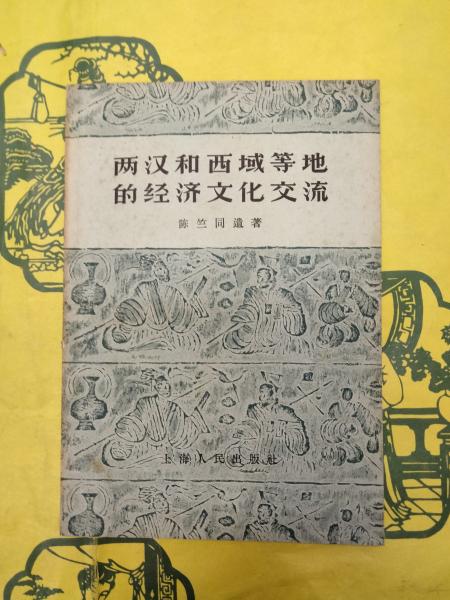 两汉和西域等地
的经济文化交流
陈竺同遺著
上海人民出版社